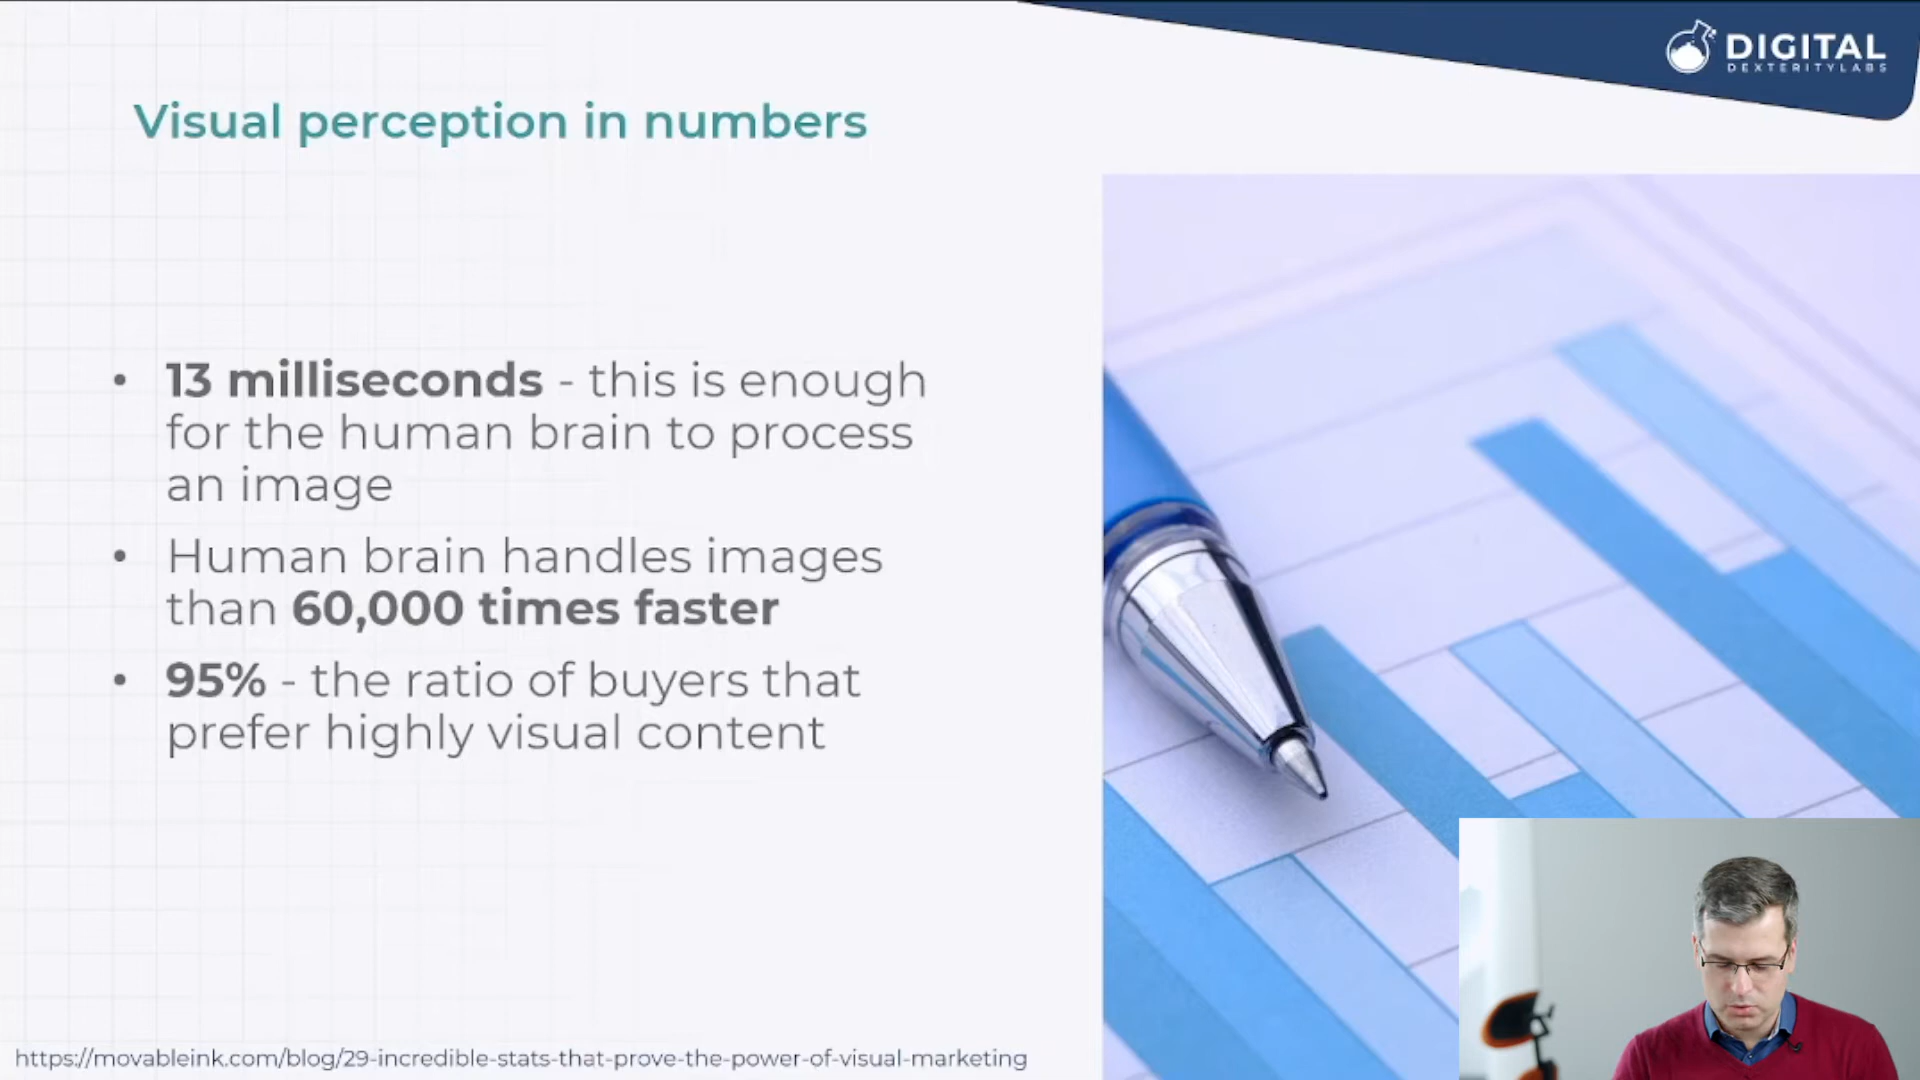 DIGITAL
DEXTERITYLABS
Visual perception in numbers
• 13 milliseconds - this is enough
for the human brain to process
an image
• Human brain handles images
than 60,000 times faster
• 95% - the ratio of buyers that
prefer highly visual content
https://movableink.com/blog/29-incredible-stats-that-prove-the-power-of-visual-marketing